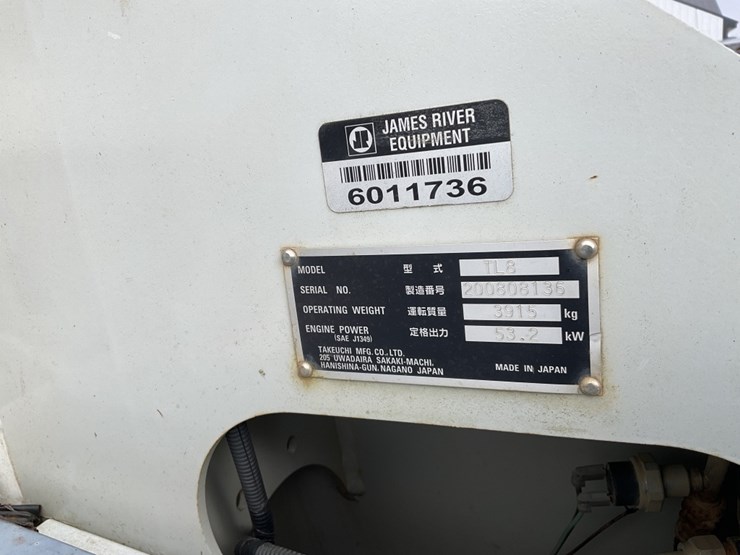 JAMES RIVER
EQUIPMENT
6011736
MODEL 型 式 TL8
SERIAL NO. 製造番号 200808136
OPERATING WEIGHT 運転質量 3915 kg
ENGINE POWER 定格出力 53.2 kW
(SAE J1349)
TAKEUCHI MFG. CO., LTD.
205 UWADAIRA SAKAKI-MACHI.
HANISHINA-GUN. NAGANO JAPAN MADE IN JAPAN